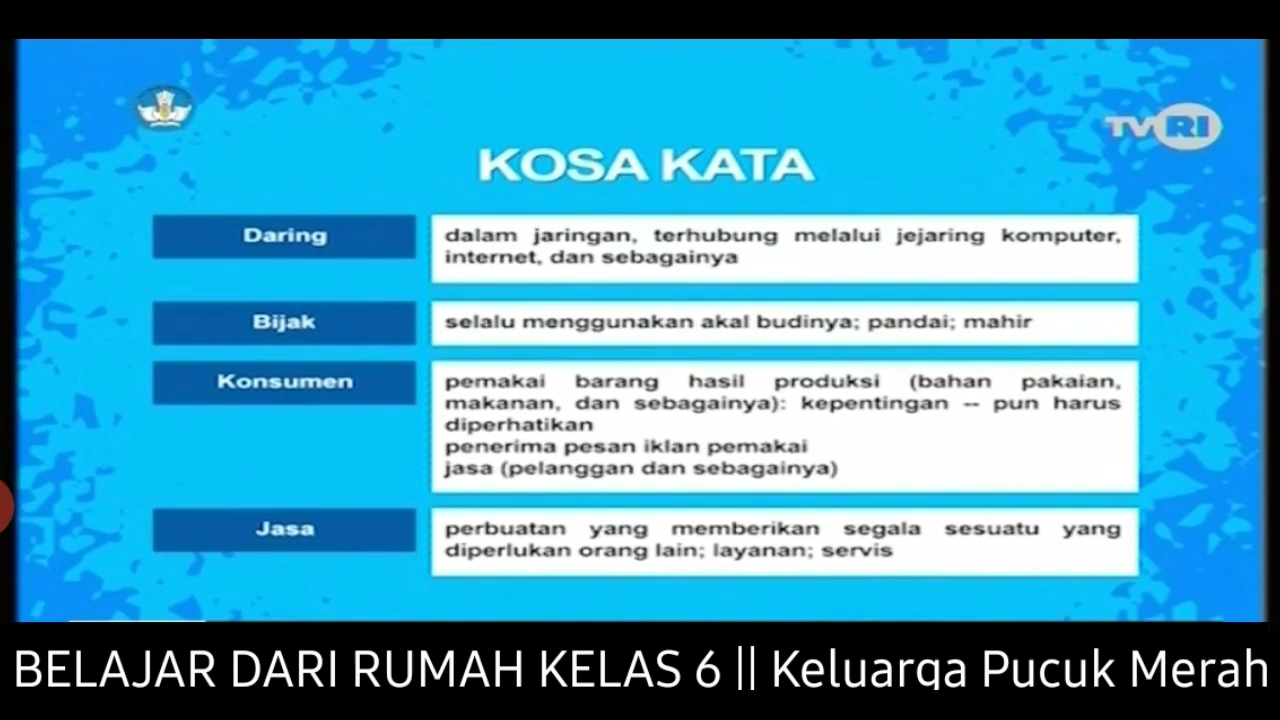 TVRI
KOSA KATA
Daring
dalam jaringan, terhubung melalui jejaring komputer,
internet, dan sebagainya
Bijak
selalu menggunakan akal budinya; pandai; mahir
Konsumen
pemakai barang hasil produksi (bahan pakaian,
makanan, dan sebagainya): kepentingan -- pun harus
diperhatikan
penerima pesan iklan pemakai
jasa (pelanggan dan sebagainya)
Jasa
perbuatan yang memberikan segala sesuatu yang
diperlukan orang lain; layanan; servis
BELAJAR DARI RUMAH KELAS 6 || Keluarga Pucuk Merah